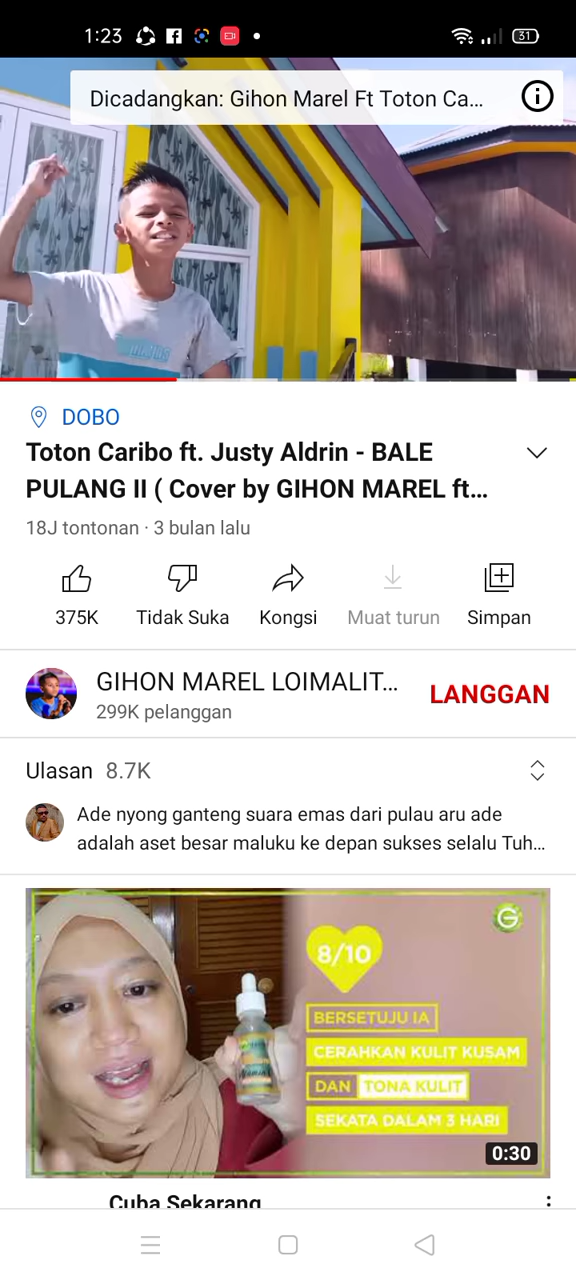 1:23
31
Dicadangkan: Gihon Marel Ft Toton Ca...
DOBO
Toton Caribo ft. Justy Aldrin - BALE
PULANG II ( Cover by GIHON MAREL ft...
18J tontonan · 3 bulan lalu
375K
Tidak Suka
Kongsi
Muat turun
Simpan
GIHON MAREL LOIMALIT...
299K pelanggan
LANGGAN
Ulasan 8.7K
Ade nyong ganteng suara emas dari pulau aru ade
adalah aset besar maluku ke depan sukses selalu Tuh...
G
8/10
BERSETUJU IA
CERAHKAN KULIT KUSAM
DAN TONA KULIT
SEKATA DALAM 3 HARI
0:30
Cuba Sekarang